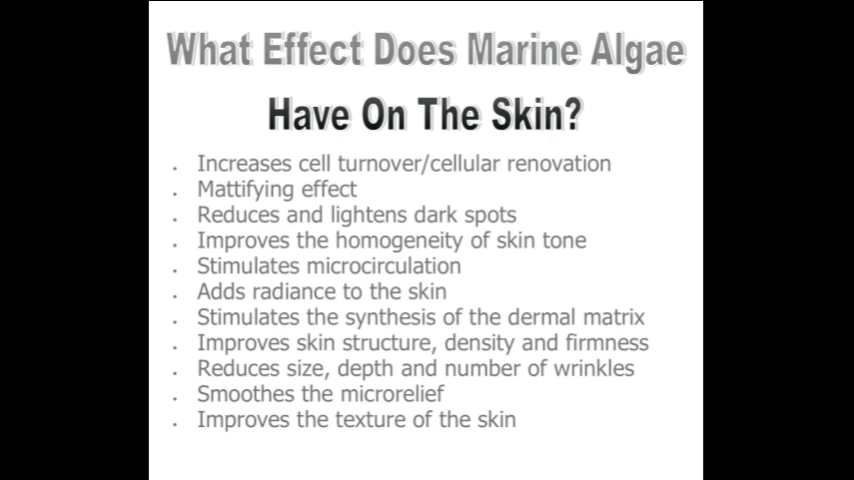 What Effect Does Marine Algae
Have On The Skin?
. Increases cell turnover/cellular renovation
. Mattifying effect
. Reduces and lightens dark spots
. Improves the homogeneity of skin tone
. Stimulates microcirculation
. Adds radiance to the skin
. Stimulates the synthesis of the dermal matrix
. Improves skin structure, density and firmness
. Reduces size, depth and number of wrinkles
. Smoothes the microrelief
. Improves the texture of the skin